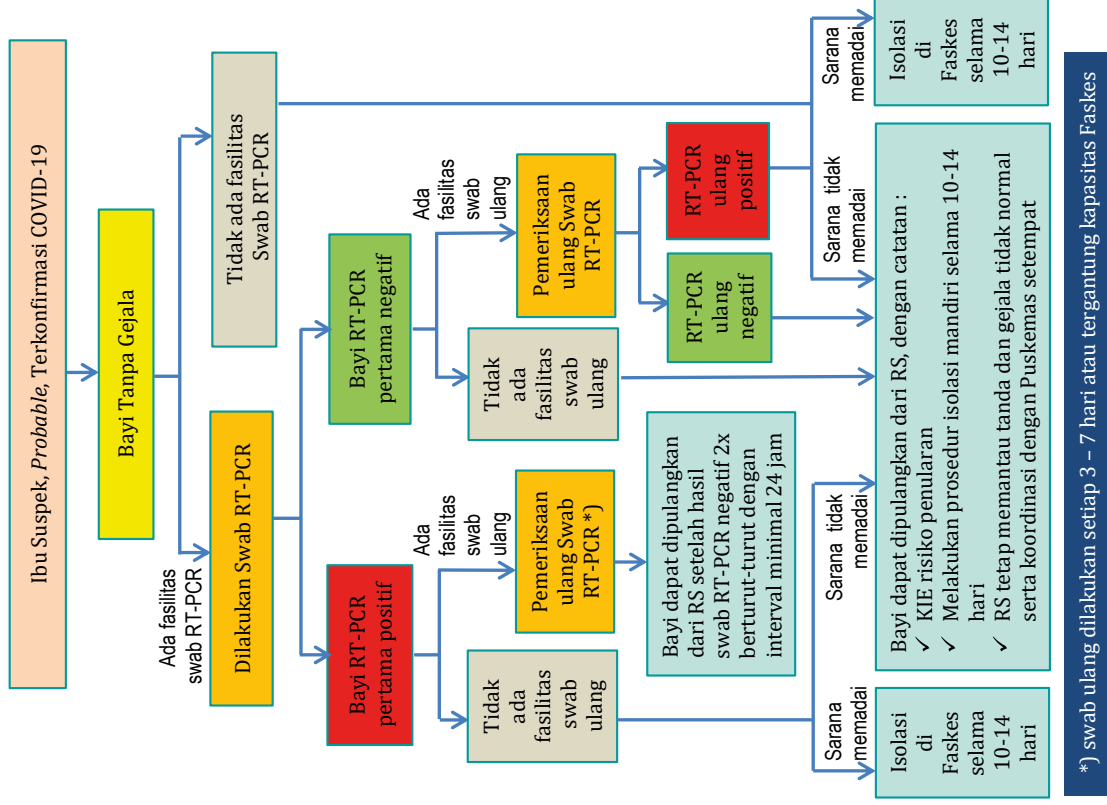 Ibu Suspek, Probable, Terkonfirmasi COVID-19
Bayi Tanpa Gejala
Ada fasilitas
swab RT-PCR
Dilakukan Swab RT-PCR
Tidak ada fasilitas
Swab RT-PCR
Bayi RT-PCR
pertama positif
Bayi RT-PCR
pertama negatif
Ada
fasilitas
swab
ulang
Ada
fasilitas
swab
ulang
Tidak
ada
fasilitas
swab
ulang
Pemeriksaan
ulang Swab
RT-PCR *)
Tidak
ada
fasilitas
swab
ulang
Pemeriksaan
ulang Swab
RT-PCR
Bayi dapat dipulangkan
dari RS setelah hasil
swab RT-PCR negatif 2x
berturut-turut dengan
interval minimal 24 jam
RT-PCR
ulang
negatif
RT-PCR
ulang
positif
Sarana
memadai
Sarana tidak
memadai
Sarana tidak
memadai
Sarana
memadai
Isolasi
di
Faskes
selama
10-14
hari
Bayi dapat dipulangkan dari RS, dengan catatan :
✓ KIE risiko penularan
✓ Melakukan prosedur isolasi mandiri selama 10-14
hari
✓ RS tetap memantau tanda dan gejala tidak normal
serta koordinasi dengan Puskemas setempat
Isolasi
di
Faskes
selama
10-14
hari
*) swab ulang dilakukan setiap 3 – 7 hari atau tergantung kapasitas Faskes